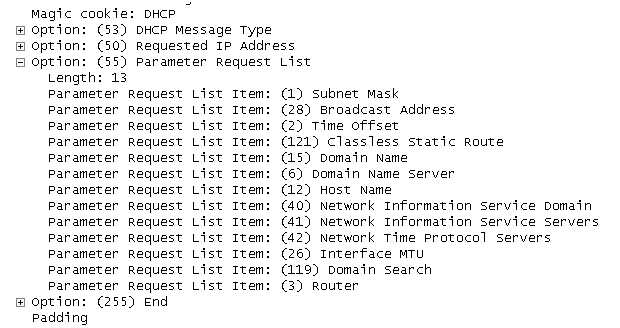 Magic cookie: DHCP
Option: (53) DHCP Message Type
Option: (50) Requested IP Address
Option: (55) Parameter Request List
Length: 13
Parameter Request List Item: (1) Subnet Mask
Parameter Request List Item: (28) Broadcast Address
Parameter Request List Item: (2) Time Offset
Parameter Request List Item: (121) Classless Static Route
Parameter Request List Item: (15) Domain Name
Parameter Request List Item: (6) Domain Name Server
Parameter Request List Item: (12) Host Name
Parameter Request List Item: (40) Network Information Service Domain
Parameter Request List Item: (41) Network Information Service Servers
Parameter Request List Item: (42) Network Time Protocol Servers
Parameter Request List Item: (26) Interface MTU
Parameter Request List Item: (119) Domain Search
Parameter Request List Item: (3) Router
Option: (255) End
Padding